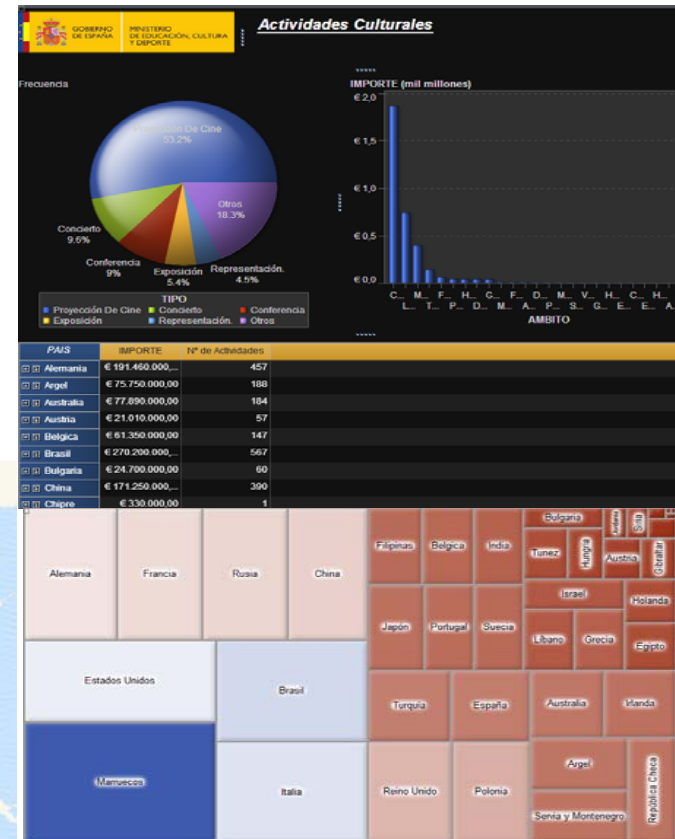 GOBIERNO DE ESPAÑA
MINISTERIO DE EDUCACIÓN, CULTURA Y DEPORTE
Actividades Culturales
Frecuencia
Proyección De Cine
53.2%
Otros
18.3%
Concierto
9.6%
Conferencia
9%
Exposición
5.4%
Representación.
4.5%
TIPO
Proyección De Cine Concierto Conferencia
Exposición Representación. Otros
IMPORTE (mil millones)
€ 2,0
€ 1,5
€ 1,0
€ 0,5
€ 0,0
C... M... F... H... G... F... D... M... V... H... C... H...
L... T... P... D... M... A... P... S... G... E... E... A
AMBITO
PAIS IMPORTE Nº de Actividades
Alemania € 191.460.000,... 457
Argel € 75.750.000,00 188
Australia € 77.890.000,00 184
Austria € 21.010.000,00 57
Belgica € 61.350.000,00 147
Brasil € 270.200.000,... 567
Bulgaria € 24.700.000,00 60
China € 171.250.000,... 390
Chipre € 330.000,00 1
Alemania Francia Rusia China
Estados Unidos
Brasil
Marruecos
Italia
Filipinas Belgica India
Japón Portugal Suecia
Turquía España
Reino Unido Polonia
Bulgaria
Tunez Hungria Austria Gibraltar
Siria
Israel
Holanda
Libano Grecia Egipto
Australia Irlanda
Argel
Servia y Montenegro
República Checa